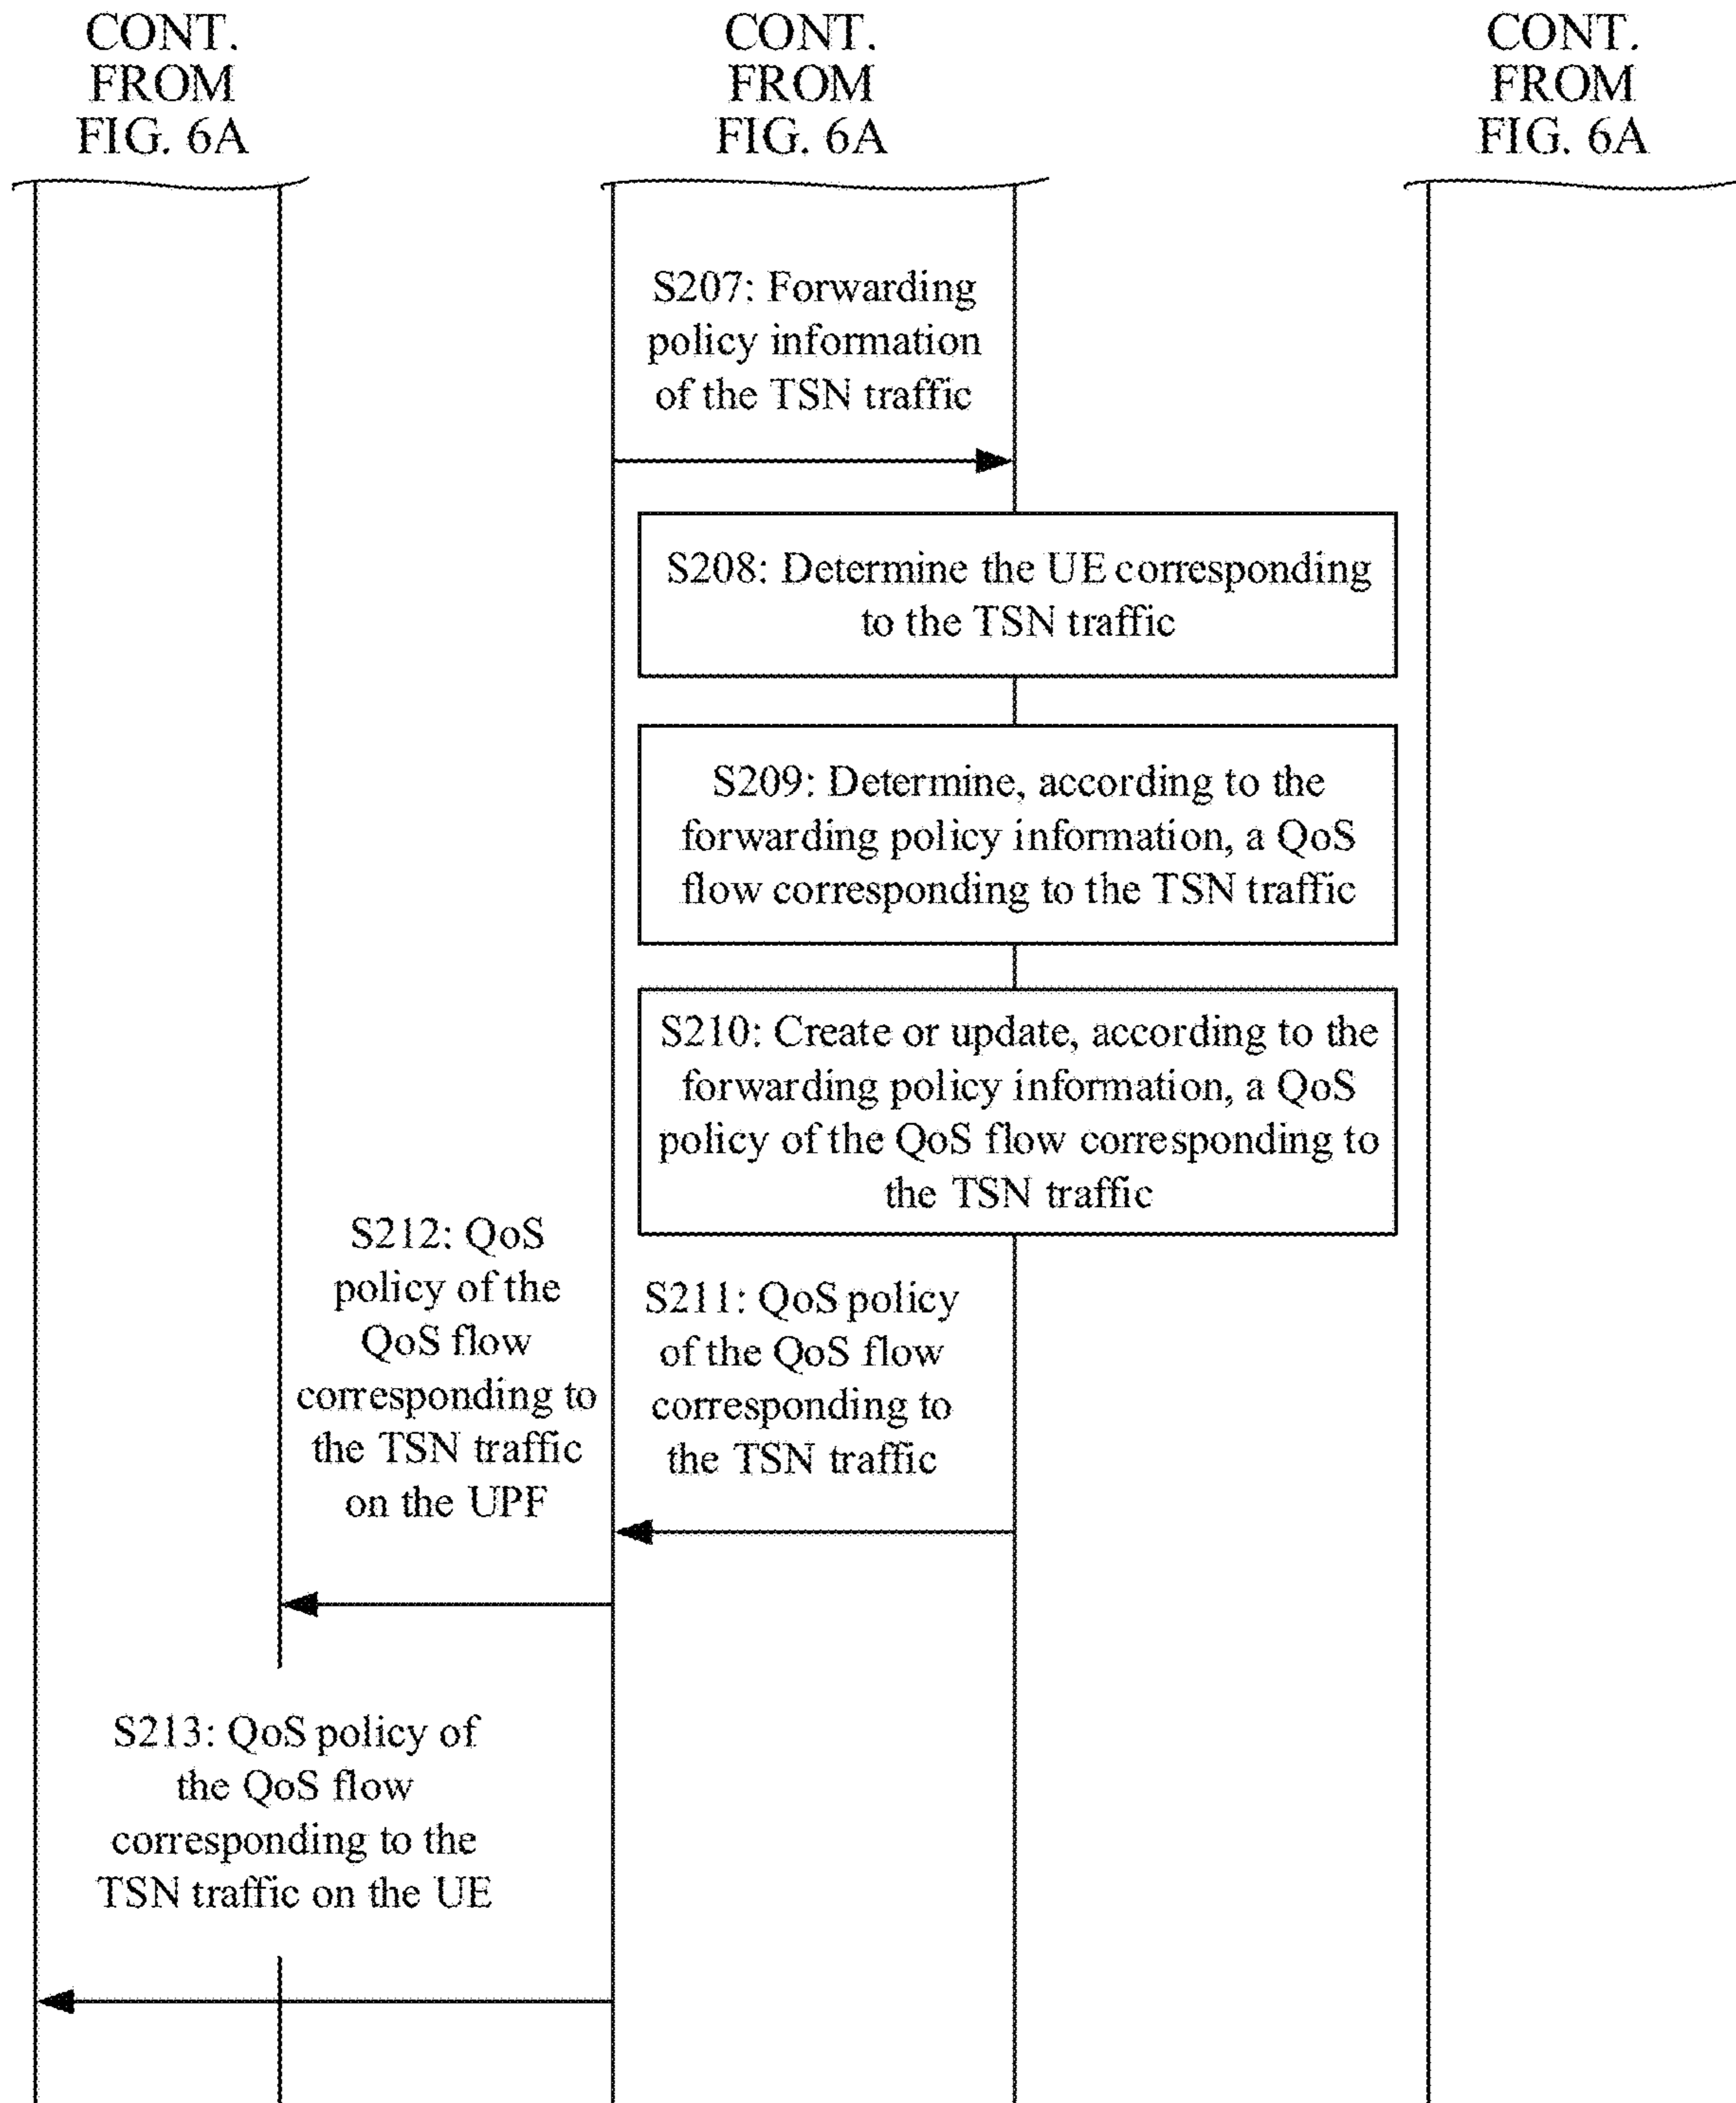 CONT.
FROM
FIG. 6A
CONT.
FROM
FIG. 6A
CONT.
FROM
FIG. 6A
S207: Forwarding
policy information
of the TSN traffic
S208: Determine the UE corresponding
to the TSN traffic
S209: Determine, according to the
forwarding policy information, a QoS
flow corresponding to the TSN traffic
S210: Create or update, according to the
forwarding policy information, a QoS
policy of the QoS flow corresponding to
the TSN traffic
S212: QoS
policy of the
QoS flow
corresponding to
the TSN traffic
on the UPF
S211: QoS policy
of the QoS flow
corresponding to
the TSN traffic
S213: QoS policy of
the QoS flow
corresponding to the
TSN traffic on the UE